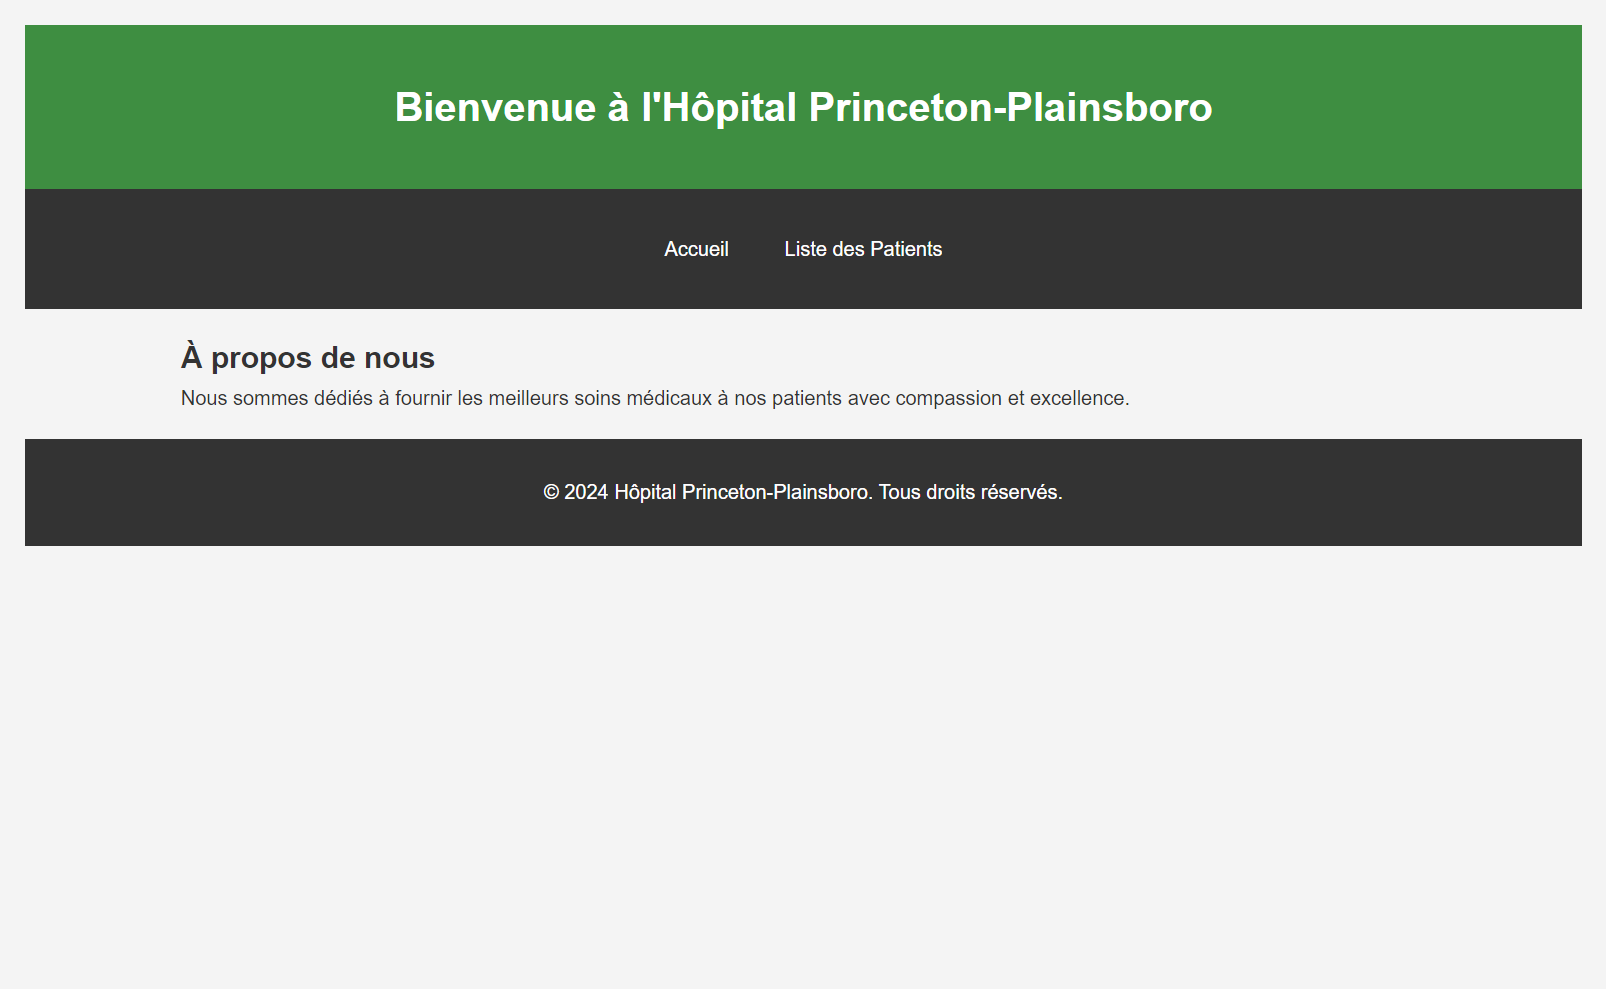 Bienvenue à l'Hôpital Princeton-Plainsboro
Accueil Liste des Patients
À propos de nous
Nous sommes dédiés à fournir les meilleurs soins médicaux à nos patients avec compassion et excellence.
© 2024 Hôpital Princeton-Plainsboro. Tous droits réservés.